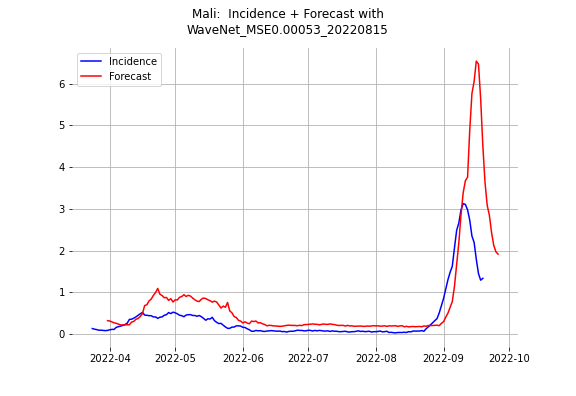 Mali:  Incidence + Forecast with
WaveNet_MSE0.00053_20220815
Incidence
Forecast
6
5
4
3
2
1
0
2022-04 2022-05 2022-06 2022-07 2022-08 2022-09 2022-10